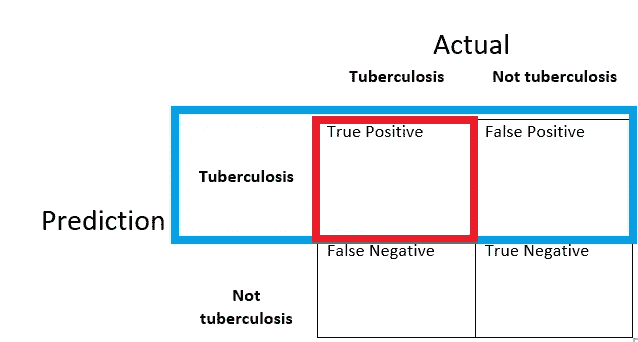 Actual
Tuberculosis Not tuberculosis
True Positive False Positive
Tuberculosis
Prediction
False Negative True Negative
Not
tuberculosis